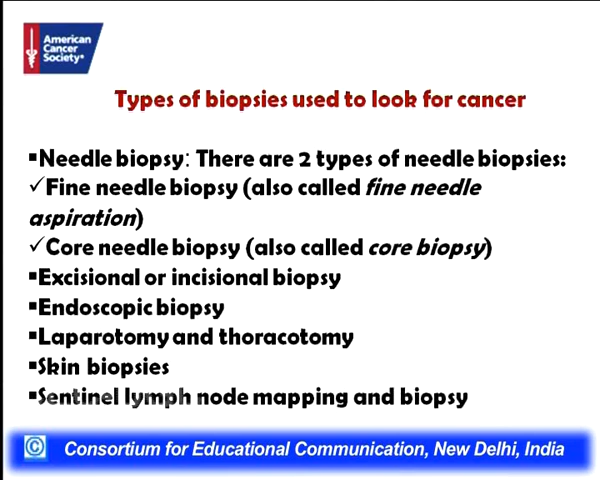 American
Cancer
Society®
Types of biopsies used to look for cancer
▪Needle biopsy: There are 2 types of needle biopsies:
✓Fine needle biopsy (also called fine needle
aspiration)
✓Core needle biopsy (also called core biopsy)
▪Excisional or incisional biopsy
▪Endoscopic biopsy
▪Laparotomy and thoracotomy
▪Skin biopsies
▪Sentinel lymph node mapping and biopsy
© Consortium for Educational Communication, New Delhi, India